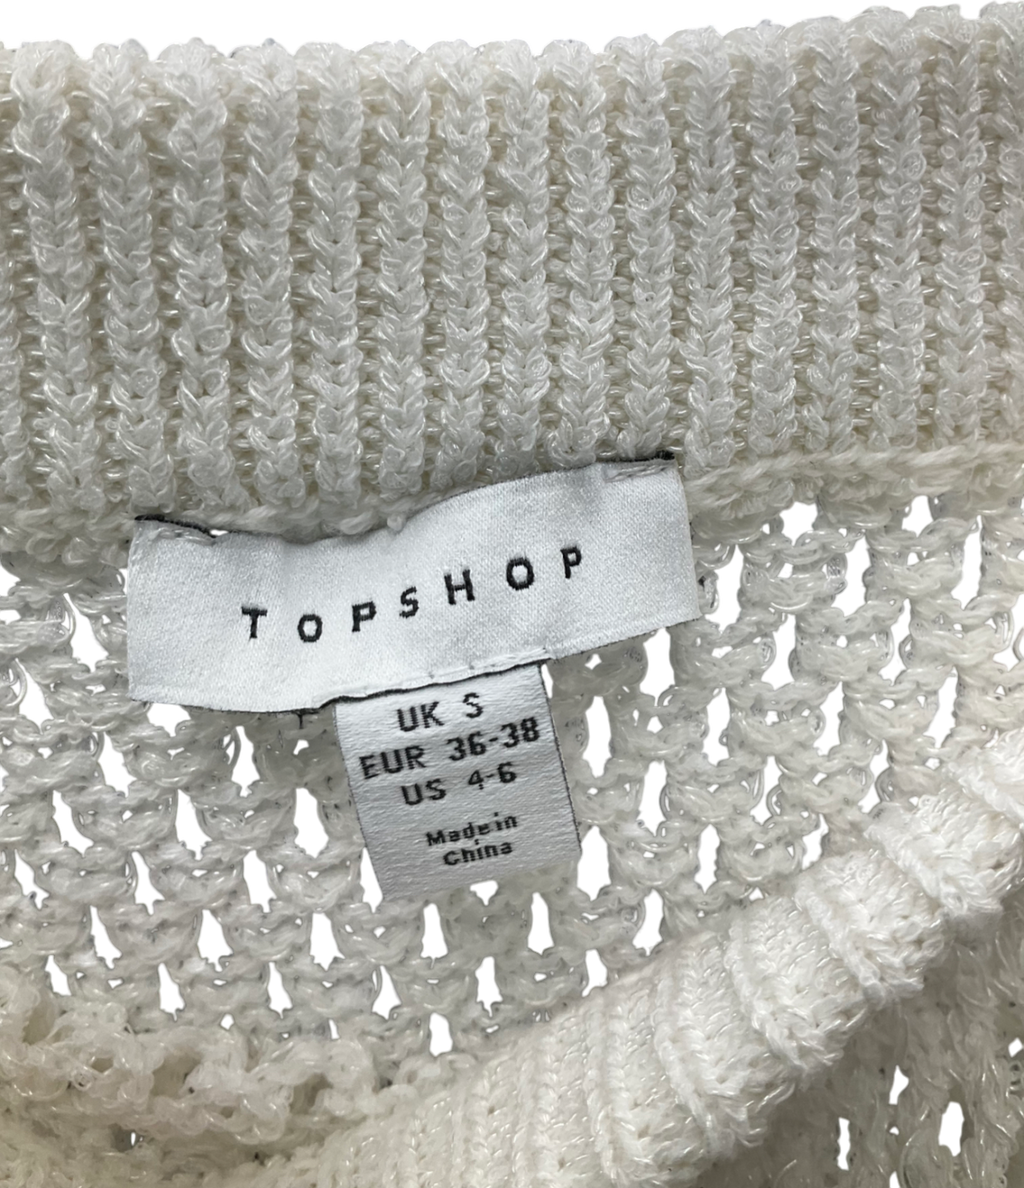 TOPSHOP
UK S
EUR 36-38
US 4-6
Made in
China